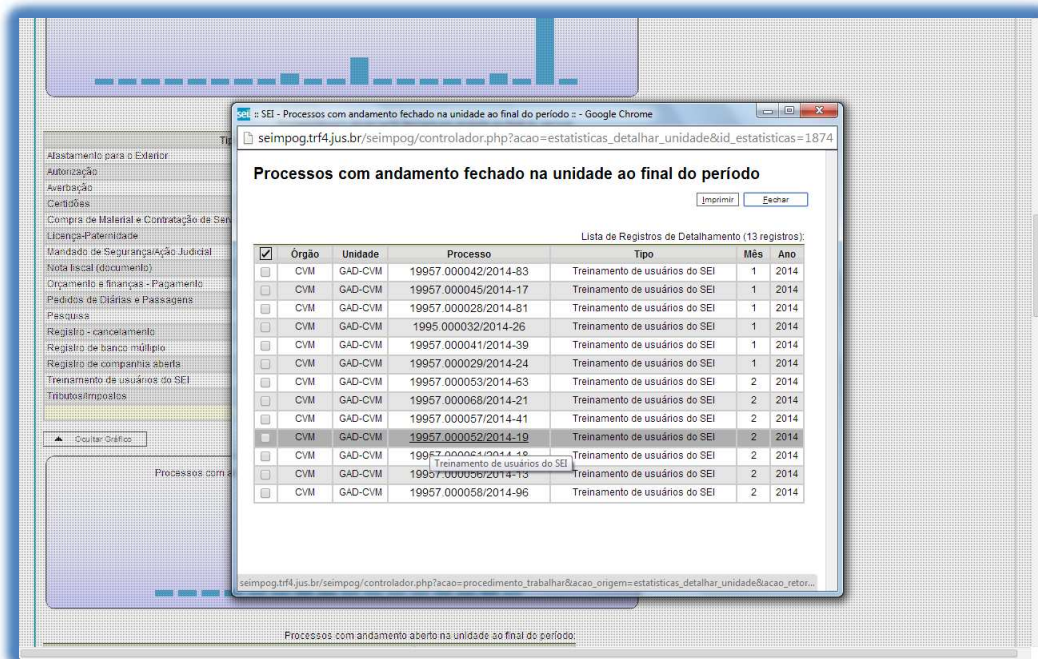 sei :: SEI - Processos com andamento fechado na unidade ao final do período :: - Google Chrome
seimpog.trf4.jus.br/seimpog/controlador.php?acao=estatisticas_detalhar_unidade&id_estatisticas=1874
Processos com andamento fechado na unidade ao final do período
Imprimir Fechar
Lista de Registros de Detalhamento (13 registros):
Órgão Unidade Processo Tipo Mês Ano
CVM GAD-CVM 19957.000042/2014-83 Treinamento de usuários do SEI 1 2014
CVM GAD-CVM 19957.000045/2014-17 Treinamento de usuários do SEI 1 2014
CVM GAD-CVM 19957.000028/2014-81 Treinamento de usuários do SEI 1 2014
CVM GAD-CVM 1995.000032/2014-26 Treinamento de usuários do SEI 1 2014
CVM GAD-CVM 19957.000041/2014-39 Treinamento de usuários do SEI 1 2014
CVM GAD-CVM 19957.000029/2014-24 Treinamento de usuários do SEI 1 2014
CVM GAD-CVM 19957.000053/2014-63 Treinamento de usuários do SEI 2 2014
CVM GAD-CVM 19957.000068/2014-21 Treinamento de usuários do SEI 2 2014
CVM GAD-CVM 19957.000057/2014-41 Treinamento de usuários do SEI 2 2014
CVM GAD-CVM 19957.000052/2014-19 Treinamento de usuários do SEI 2 2014
CVM GAD-CVM 19957.000061/2014-18 Treinamento de usuários do SEI 2 2014
Treinamento de usuários do SEI
CVM GAD-CVM 19957.000056/2014-13 Treinamento de usuários do SEI 2 2014
CVM GAD-CVM 19957.000058/2014-96 Treinamento de usuários do SEI 2 2014
seimpog.trf4.jus.br/seimpog/controlador.php?acao=procedimento_trabalhar&acao_origem=estatisticas_detalhar_unidade&acao_retor...
Afastamento para o Exterior
Autorização
Averbação
Certidões
Compra de Material e Contratação de
Licença-Paternidade
Mandado de Segurança/Ação Judicial
Nota fiscal (documento)
Orçamento e finanças - Pagamento
Pedidos de Diárias e Passagens
Pesquisa
Registro - cancelamento
Registro de banco múltiplo
Registro de companhia aberta
Treinamento de usuários do SEI
Tributos/Impostos
Ocultar Gráfico
Processos com
Processos com andamento aberto na unidade ao final do período: